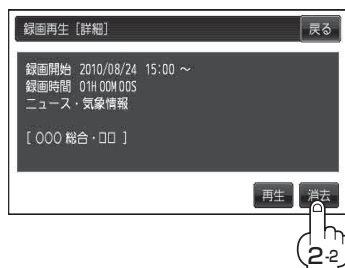 録画再生［詳細］
戻る
録画開始 2010/08/24 15:00 ～
録画時間 01H 00M 00S
ニュース・気象情報
[ ○○○ 総合・□□ ]
再生
消去
2-2